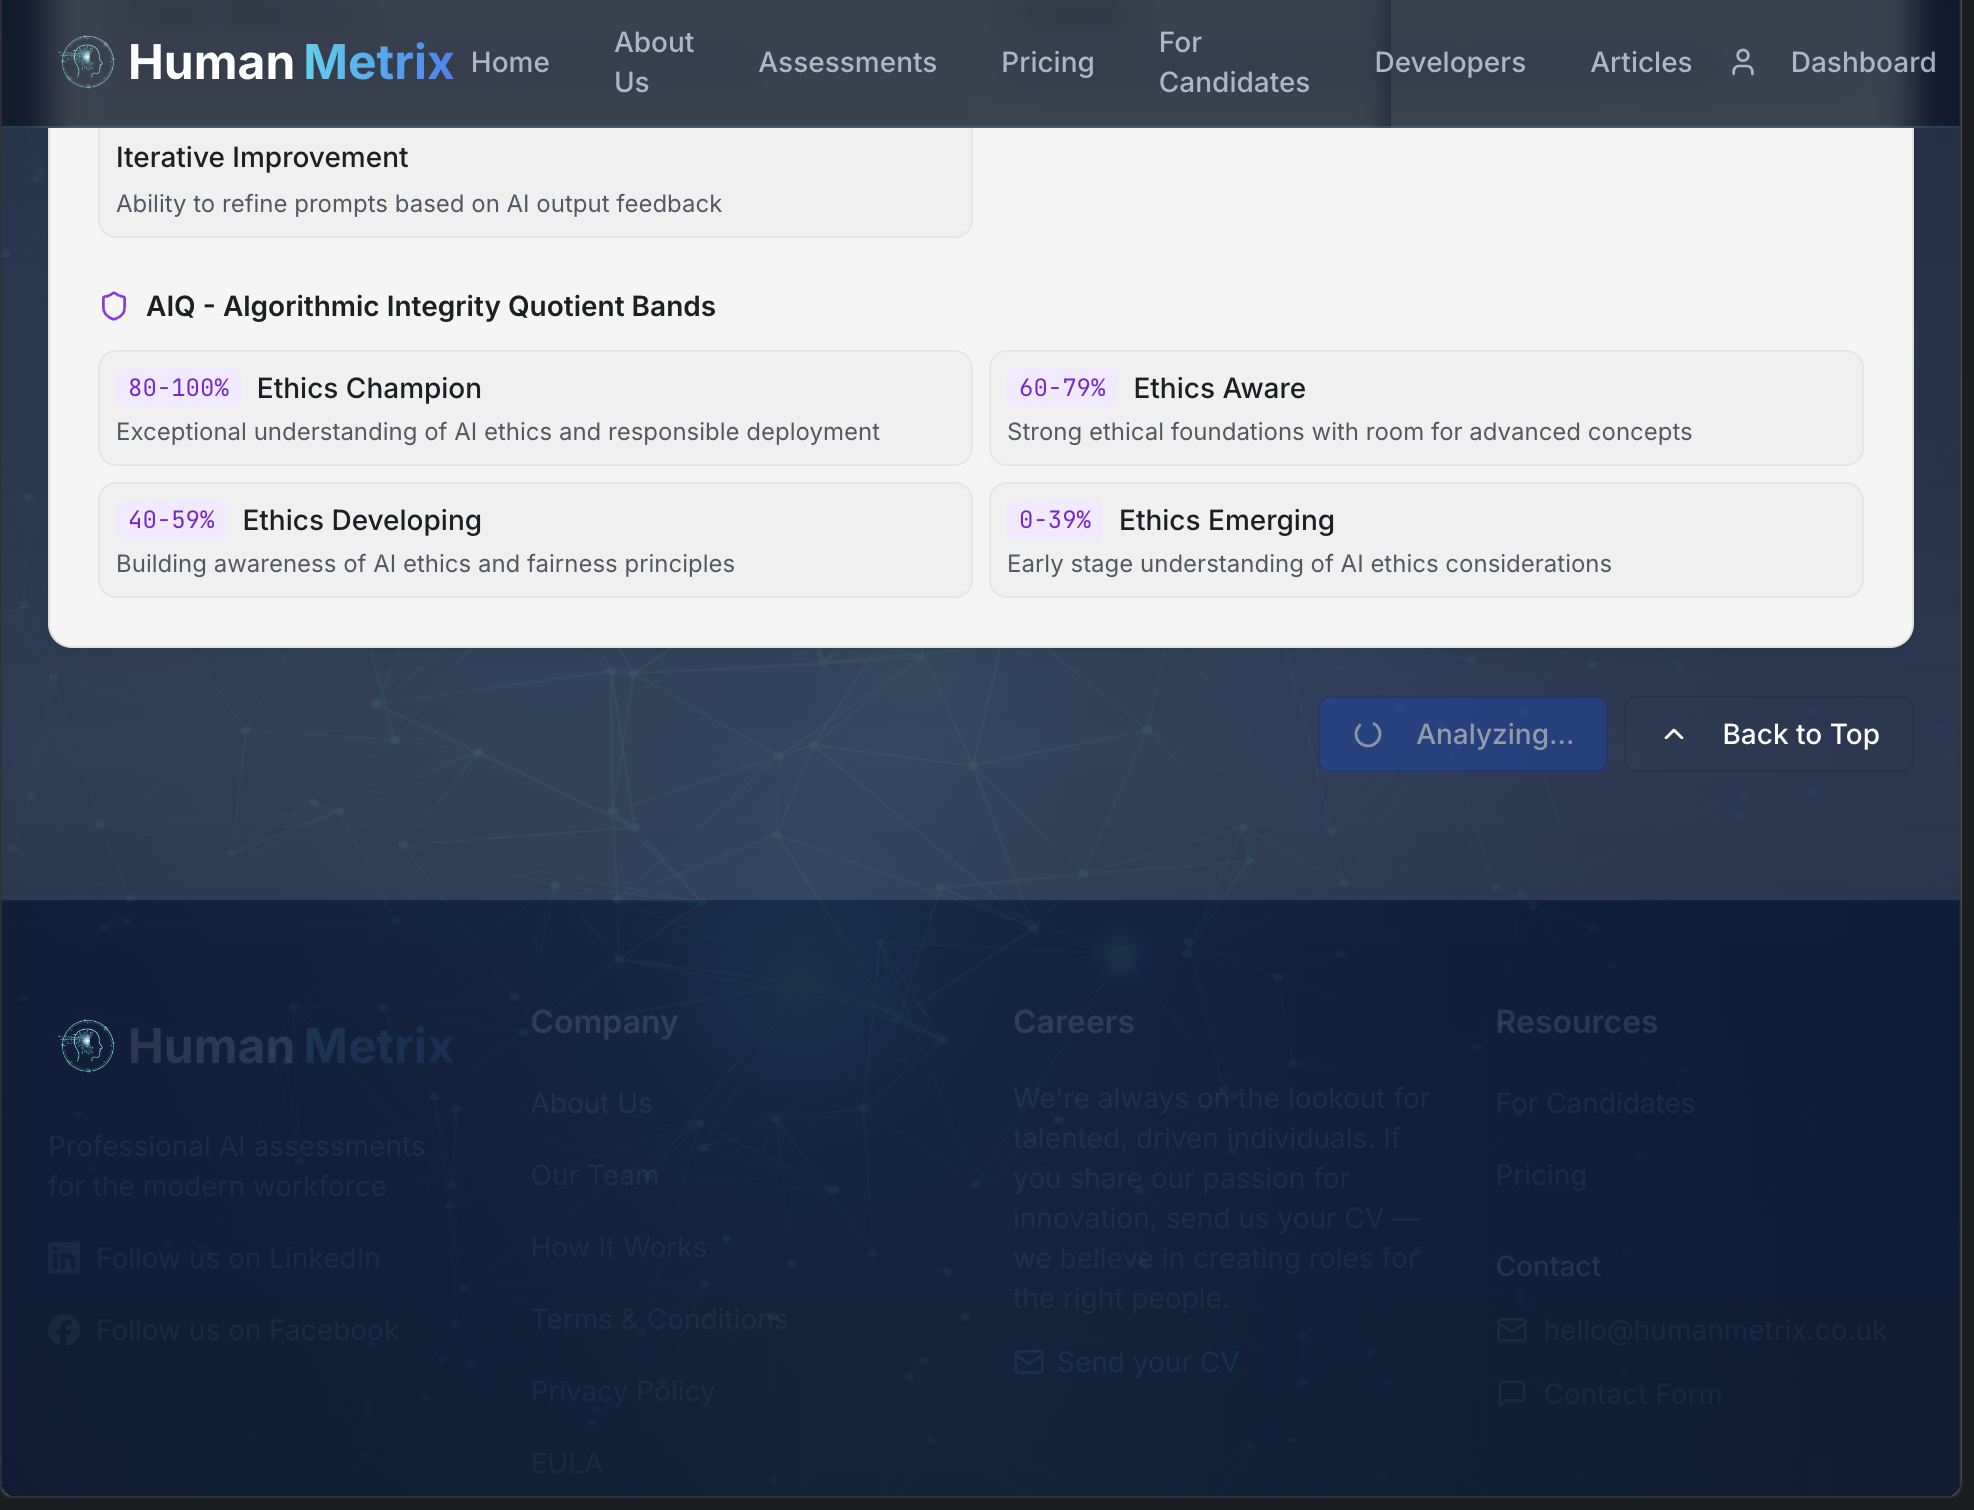 Human Metrix
Home
About
Us
Assessments
Pricing
For
Candidates
Developers
Articles
Dashboard
Iterative Improvement
Ability to refine prompts based on AI output feedback
AIQ - Algorithmic Integrity Quotient Bands
80-100% Ethics Champion
Exceptional understanding of AI ethics and responsible deployment
60-79% Ethics Aware
Strong ethical foundations with room for advanced concepts
40-59% Ethics Developing
Building awareness of AI ethics and fairness principles
0-39% Ethics Emerging
Early stage understanding of AI ethics considerations
Analyzing...
Back to Top
Human Metrix
Professional AI assessments
for the modern workforce
Follow us on LinkedIn
Follow us on Facebook
Company
About Us
Our Team
How It Works
Terms & Conditions
Privacy Policy
EULA
Careers
We're always on the lookout for
talented, driven individuals. If
you share our passion for
innovation, send us your CV —
we believe in creating roles for
the right people.
Send your CV
Resources
For Candidates
Pricing
Contact
hello@humanmetrix.co.uk
Contact Form